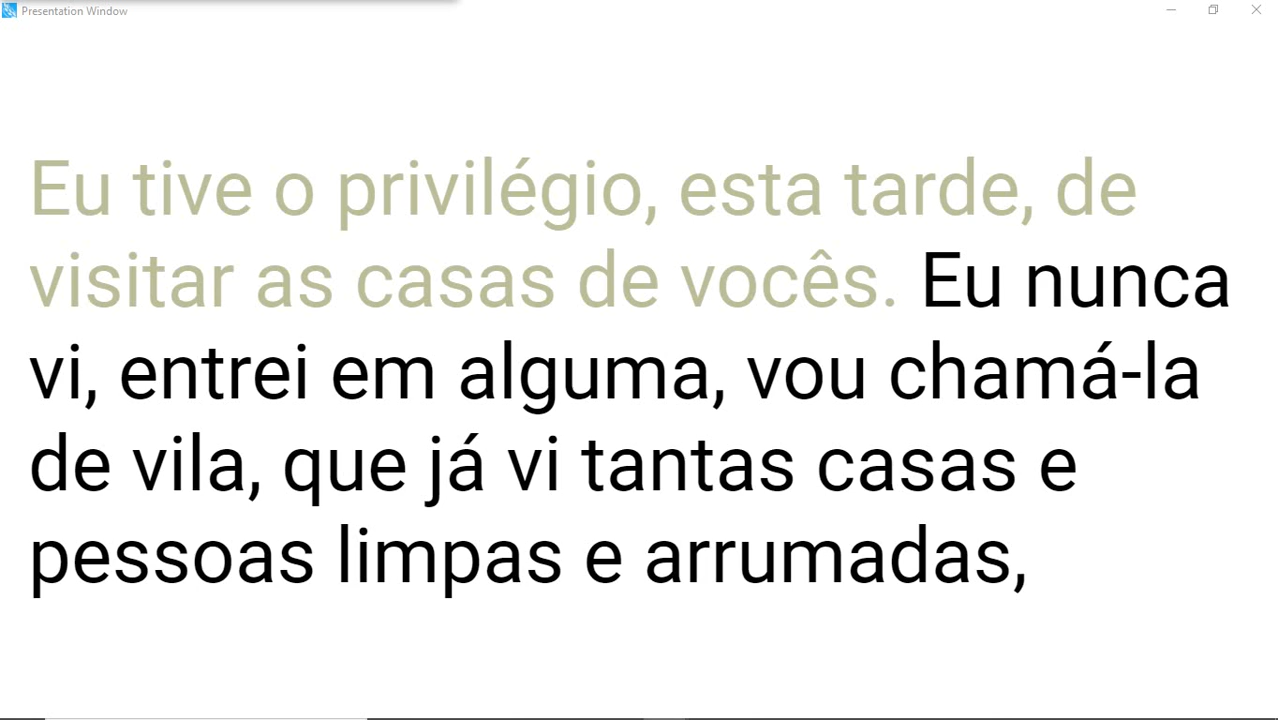 Presentation Window
Eu tive o privilégio, esta tarde, de
visitar as casas de vocês. Eu nunca
vi, entrei em alguma, vou chamá-la
de vila, que já vi tantas casas e
pessoas limpas e arrumadas,